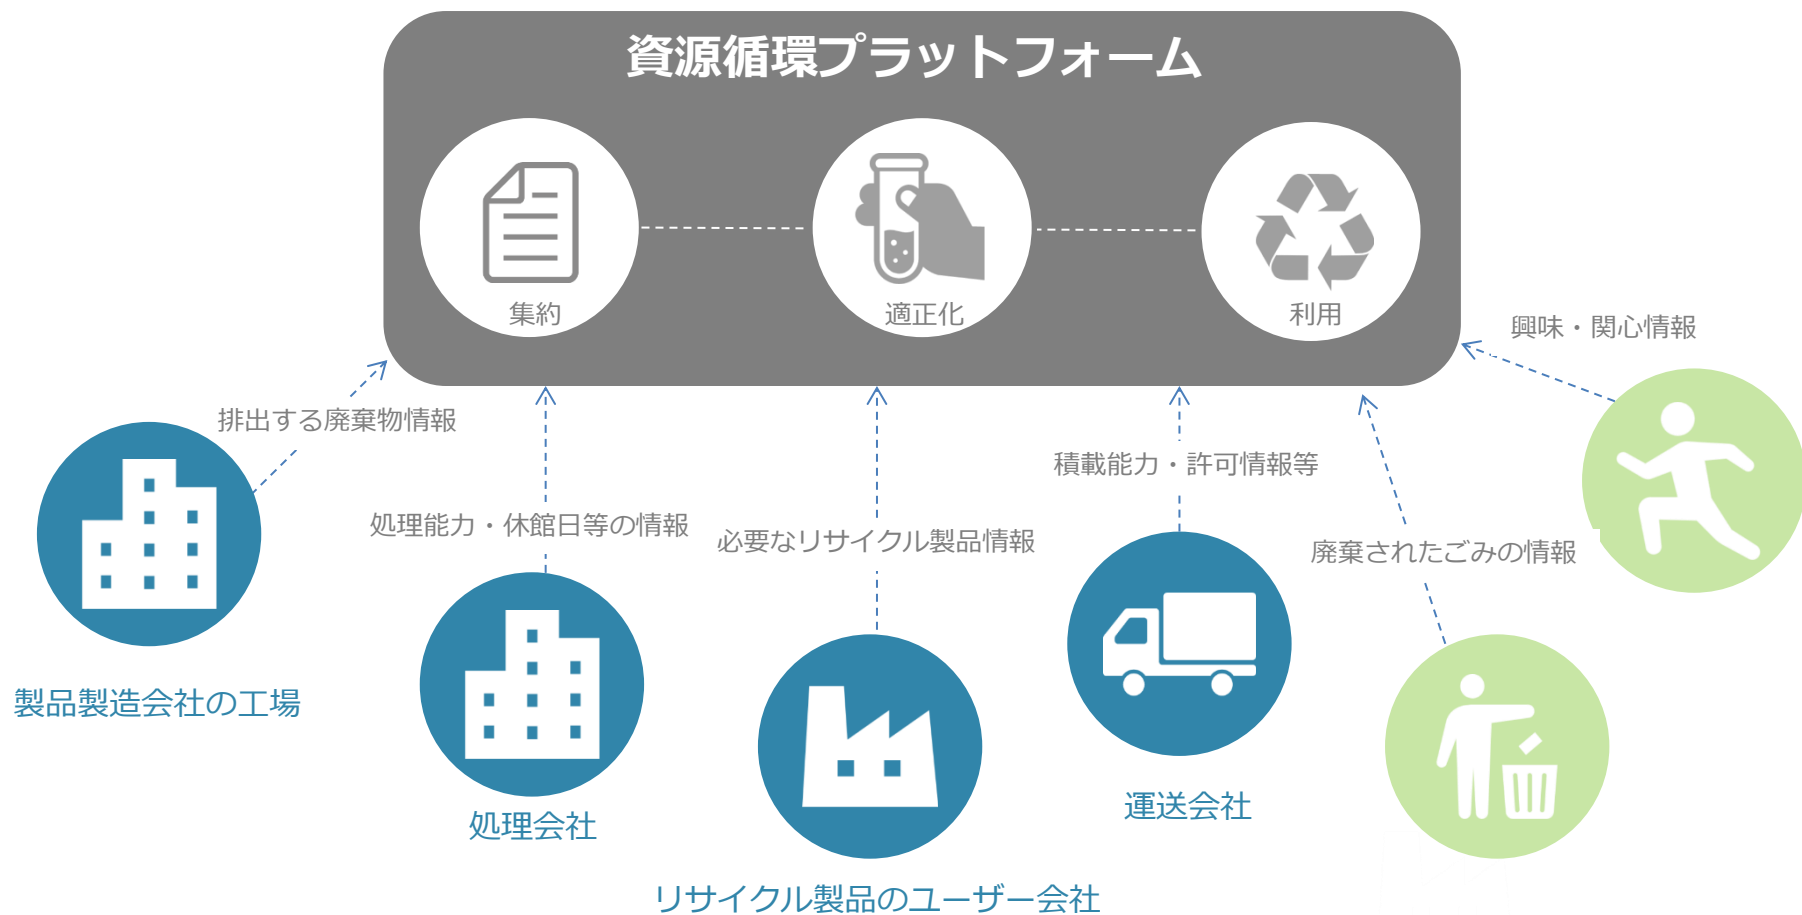 資源循環プラットフォーム
集約
適正化
利用
興味・関心情報
排出する廃棄物情報
積載能力・許可情報等
処理能力・休館日等の情報
必要なリサイクル製品情報
廃棄されたごみの情報
製品製造会社の工場
処理会社
運送会社
リサイクル製品のユーザー会社